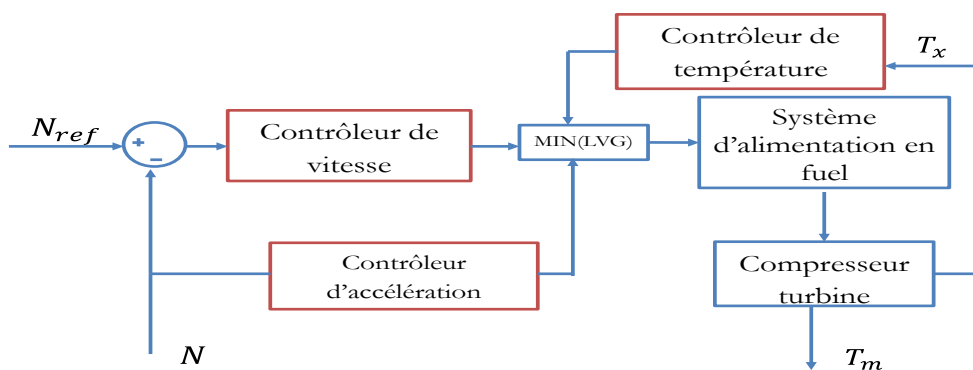 Contrôleur de
température
T_x
N_ref
+
-
Contrôleur de
vitesse
MIN(LVG)
Système
d'alimentation en
fuel
Contrôleur
d'accélération
Compresseur
turbine
N
T_m